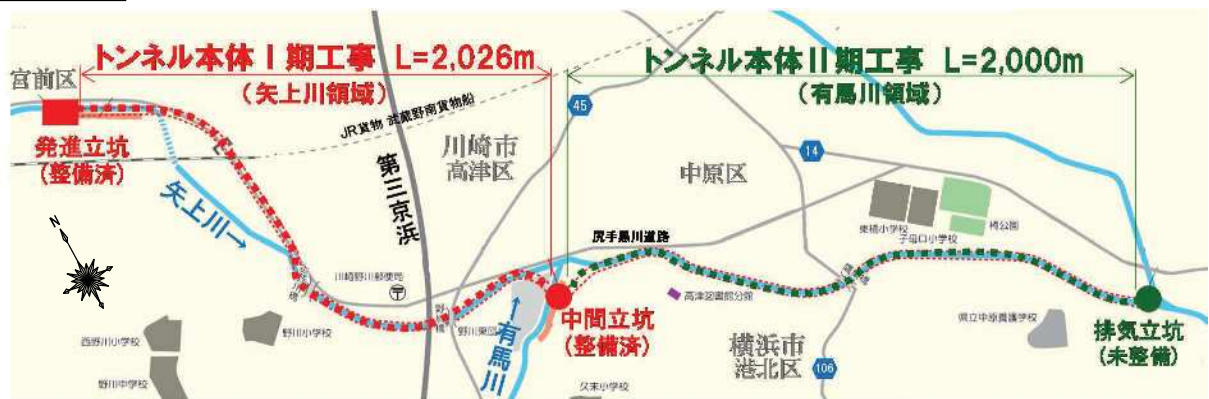 トンネル本体Ⅰ期工事 L=2,026m
(矢上川領域)
トンネル本体II期工事 L=2,000m
(有馬川領域)
宮前区
発進立坑
(整備済)
矢上川→
N
JR貨物 武蔵野南貨物船
第三京浜
川崎市
高津区
45
中原区
14
尻手黒川道路
東橘小学校
子母口小学校
橘公園
川崎野川郵便局
〒
西野川小学校
野川小学校
野川中学校
→有馬川
中間立坑
(整備済)
高津図書館分館
横浜市
港北区
106
久末小学校
県立中原養護学校
排気立坑
(未整備)